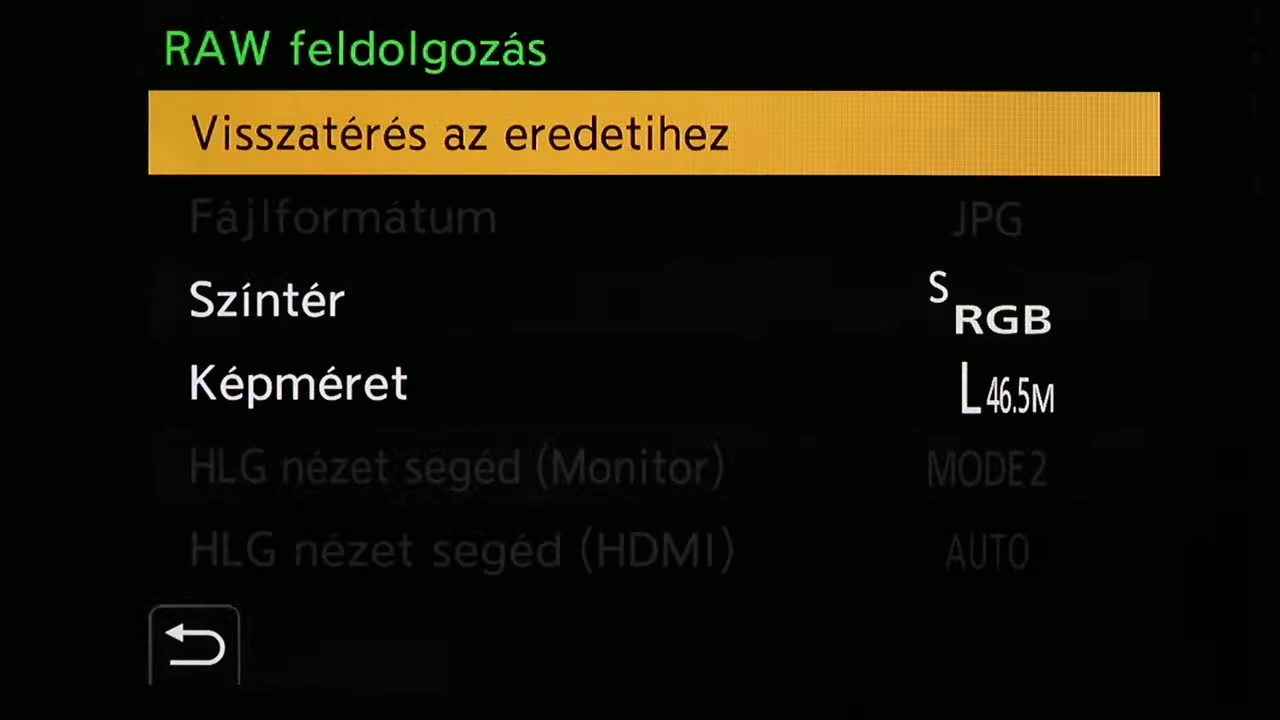 RAW feldolgozás
Visszatérés az eredetihez
Fájlformátum JPG
Színtér sRGB
Képméret L 46.5M
HLG nézet segéd (Monitor) MODE2
HLG nézet segéd (HDMI) AUTO